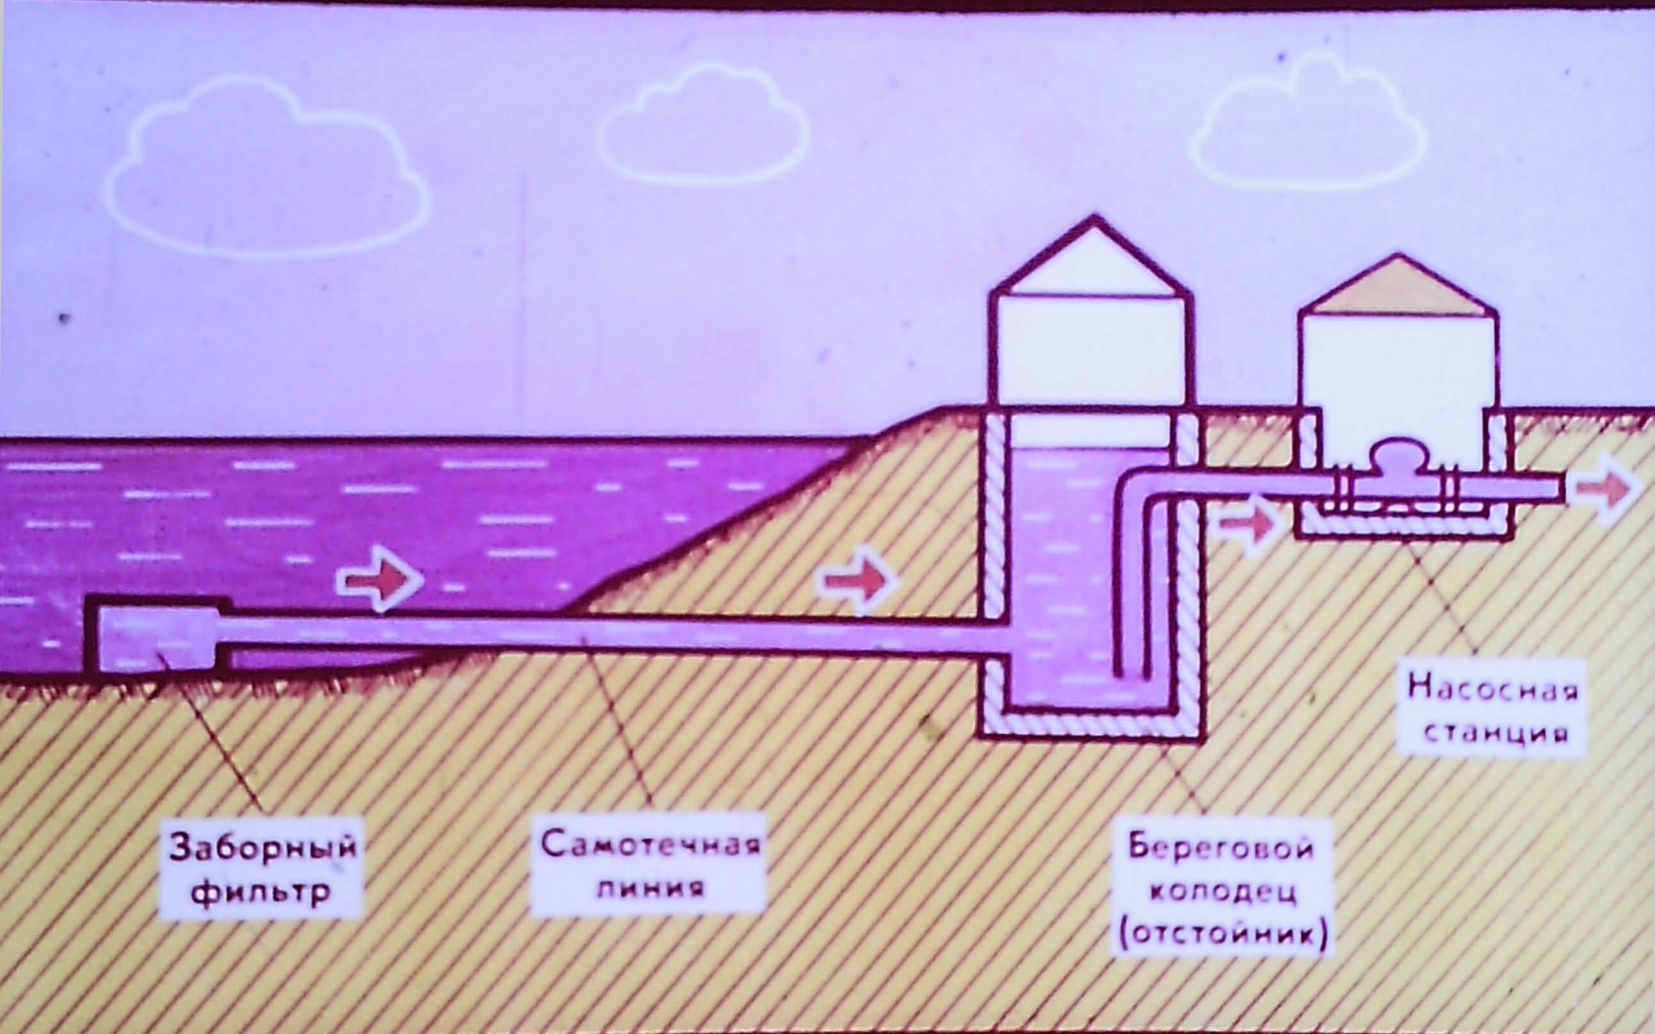 Насосная
станция
Заборный
фильтр
Самотечная
линия
Береговой
колодец
(отстойник)